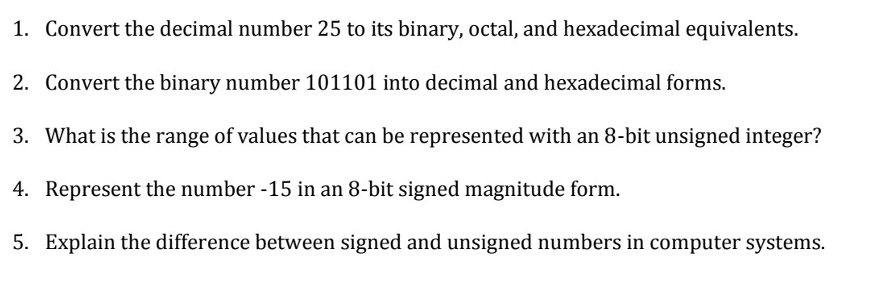 1. Convert the decimal number 25 to its binary, octal, and hexadecimal equivalents.
2. Convert the binary number 101101 into decimal and hexadecimal forms.
3. What is the range of values that can be represented with an 8-bit unsigned integer?
4. Represent the number -15 in an 8-bit signed magnitude form.
5. Explain the difference between signed and unsigned numbers in computer systems.